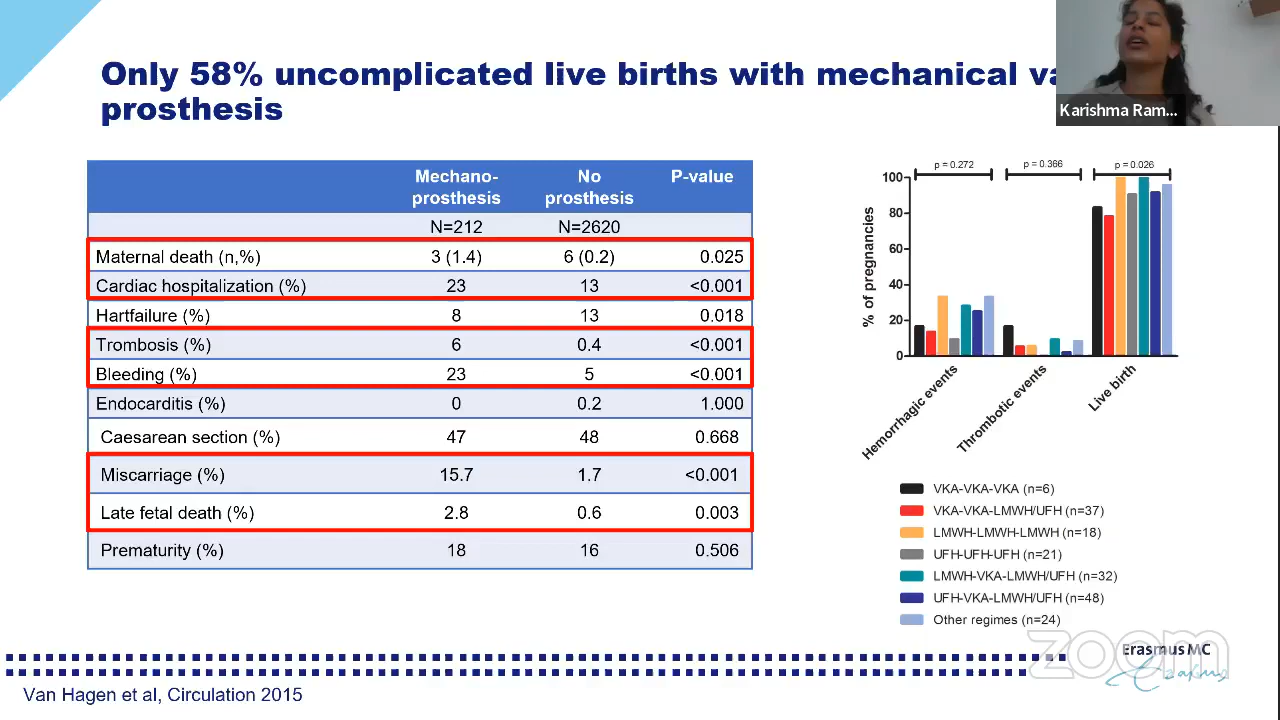 Only 58% uncomplicated live births with mechanical va
prosthesis
Karishma Ram...
Mechano-prosthesis No prosthesis P-value
N=212 N=2620
Maternal death (n,%) 3 (1.4) 6 (0.2) 0.025
Cardiac hospitalization (%) 23 13 <0.001
Hartfailure (%) 8 13 0.018
Trombosis (%) 6 0.4 <0.001
Bleeding (%) 23 5 <0.001
Endocarditis (%) 0 0.2 1.000
Caesarean section (%) 47 48 0.668
Miscarriage (%) 15.7 1.7 <0.001
Late fetal death (%) 2.8 0.6 0.003
Prematurity (%) 18 16 0.506
p = 0.272 p = 0.366 p = 0.026
% of pregnancies
100
80
60
40
20
0
Hemorrhagic events
Thrombotic events
Live birth
VKA-VKA-VKA (n=6)
VKA-VKA-LMWH/UFH (n=37)
LMWH-LMWH-LMWH (n=18)
UFH-UFH-UFH (n=21)
LMWH-VKA-LMWH/UFH (n=32)
UFH-VKA-LMWH/UFH (n=48)
Other regimes (n=24)
zoom
Erasmus MC
Erasmus
Van Hagen et al, Circulation 2015